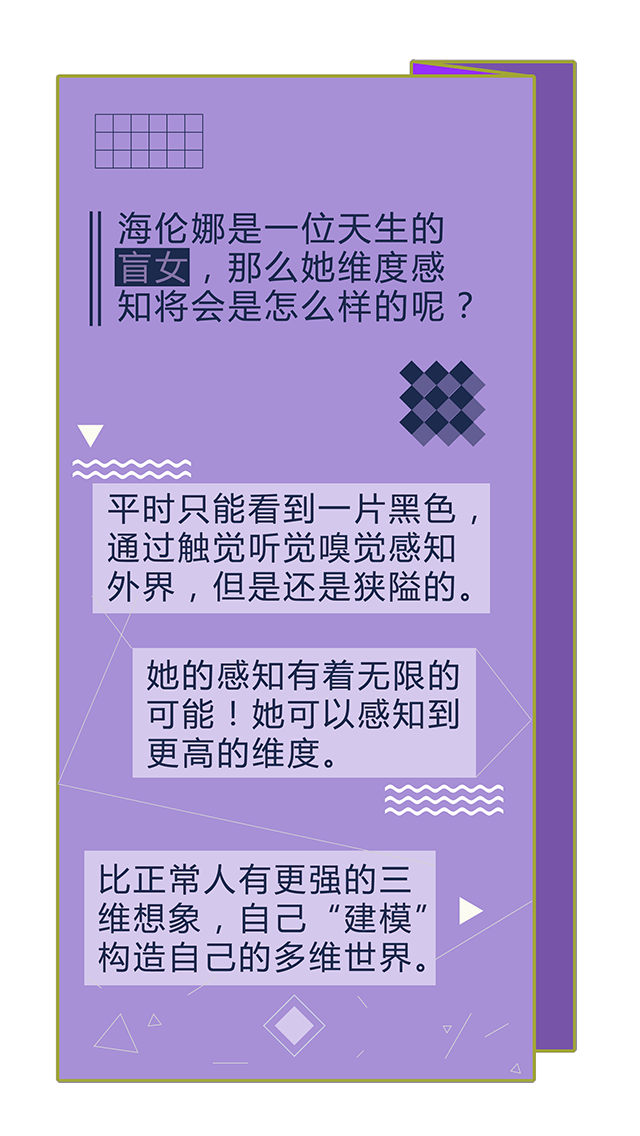 海伦娜是一位天生的
盲女，那么她维度感
知将会是怎么样的呢？
平时只能看到一片黑色，
通过触觉听觉嗅觉感知
外界，但是还是狭隘的。
她的感知有着无限的
可能！她可以感知到
更高的维度。
比正常人有更强的三
维想象，自己“建模”
构造自己的多维世界。